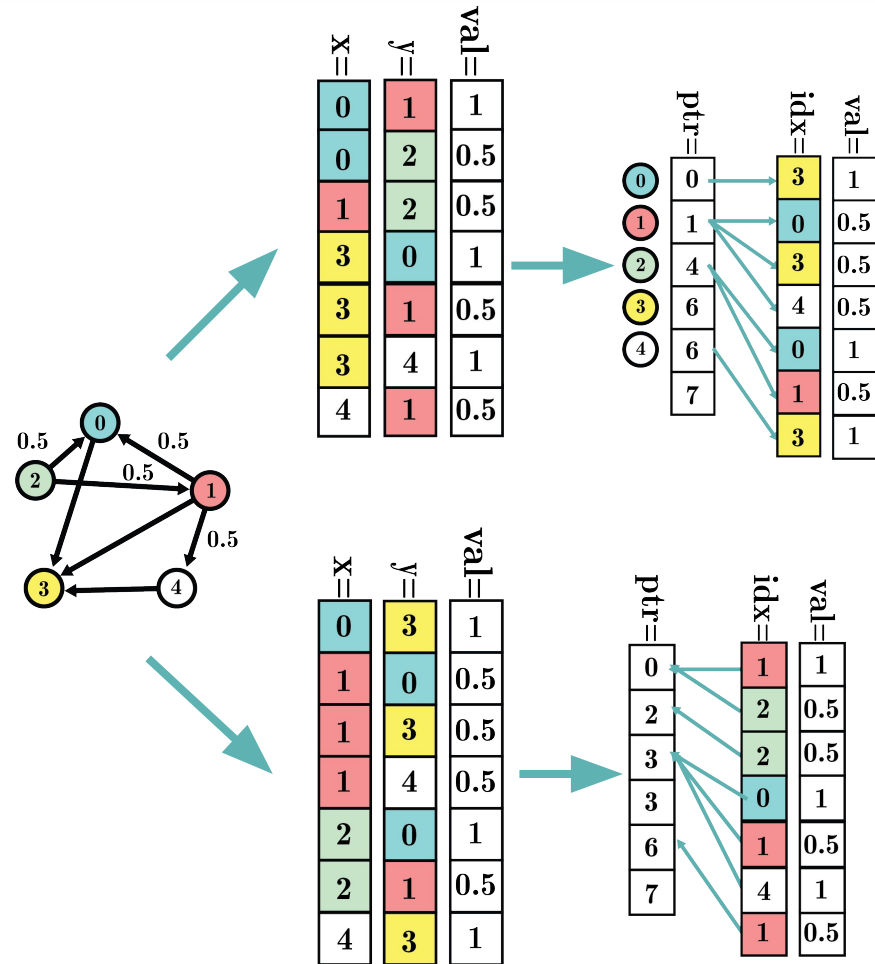 x= y= val=
0 1 1
0 2 0.5
1 2 0.5
3 0 1
3 1 0.5
3 4 1
4 1 0.5
ptr= idx= val=
0 0 3 1
1 1 0 0.5
2 4 3 0.5
3 6 4 0.5
4 6 0 1
7 1 0.5
3 1
0
0.5 0.5
2 0.5 1
0.5
3 4
x= y= val=
0 3 1
1 0 0.5
1 3 0.5
1 4 0.5
2 0 1
2 1 0.5
4 3 1
ptr= idx= val=
0 1 1
2 2 0.5
3 2 0.5
3 0 1
6 1 0.5
7 4 1
1 0.5